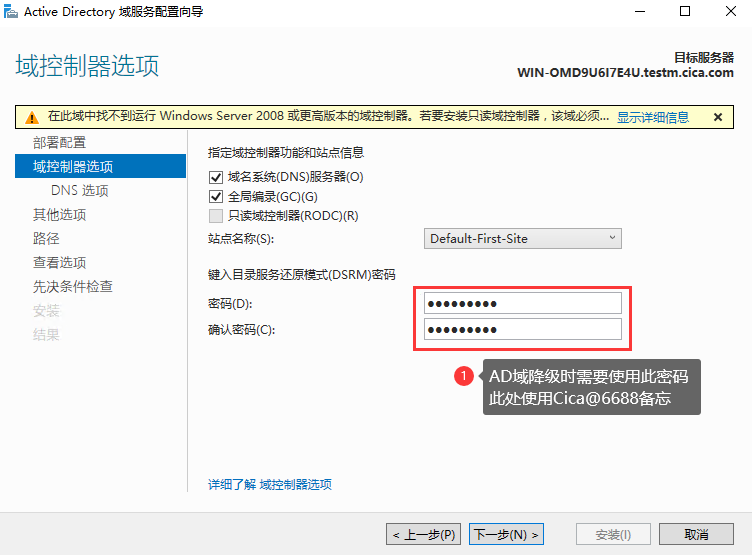 Active Directory 域服务配置向导
域控制器选项
目标服务器
WIN-OMD9U6I7E4U.testm.cica.com
在此域中找不到运行 Windows Server 2008 或更高版本的域控制器。若要安装只读域控制器，该域必须... 显示详细信息
部署配置
域控制器选项
DNS 选项
其他选项
路径
查看选项
先决条件检查
安装
结果
指定域控制器功能和站点信息
域名系统(DNS)服务器(O)
全局编录(GC)(G)
只读域控制器(RODC)(R)
站点名称(S): Default-First-Site
键入目录服务还原模式(DSRM)密码
密码(D): ●●●●●●●●●
确认密码(C): ●●●●●●●●●
1 AD域降级时需要使用此密码
此处使用Cica@6688备忘
详细了解 域控制器选项
< 上一步(P) 下一步(N) > 安装(I) 取消